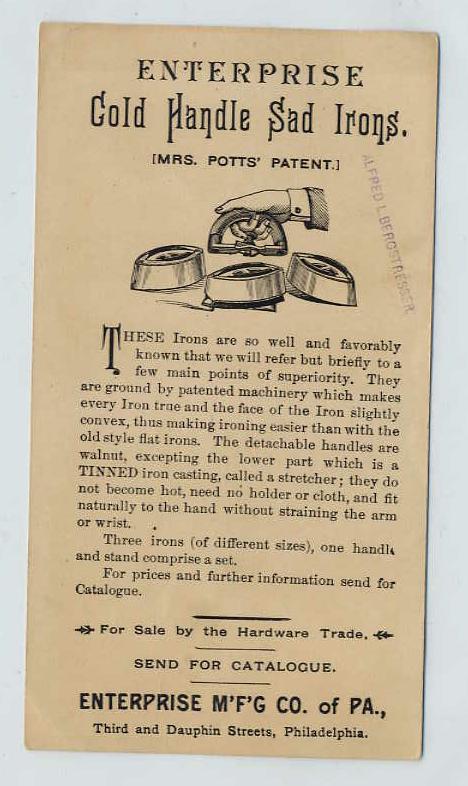 ENTERPRISE
Cold Handle Sad Irons.
[MRS. POTTS' PATENT.]
ALFRED L. BERGSTRESSER.
THESE Irons are so well and favorably
known that we will refer but briefly to a
few main points of superiority. They
are ground by patented machinery which makes
every Iron true and the face of the Iron slightly
convex, thus making ironing easier than with the
old style flat irons. The detachable handles are
walnut, excepting the lower part which is a
TINNED iron casting, called a stretcher; they do
not become hot, need no holder or cloth, and fit
naturally to the hand without straining the arm
or wrist.
Three irons (of different sizes), one handle
and stand comprise a set.
For prices and further information send for
Catalogue.
For Sale by the Hardware Trade.
SEND FOR CATALOGUE.
ENTERPRISE M'F'G CO. of PA.,
Third and Dauphin Streets, Philadelphia.